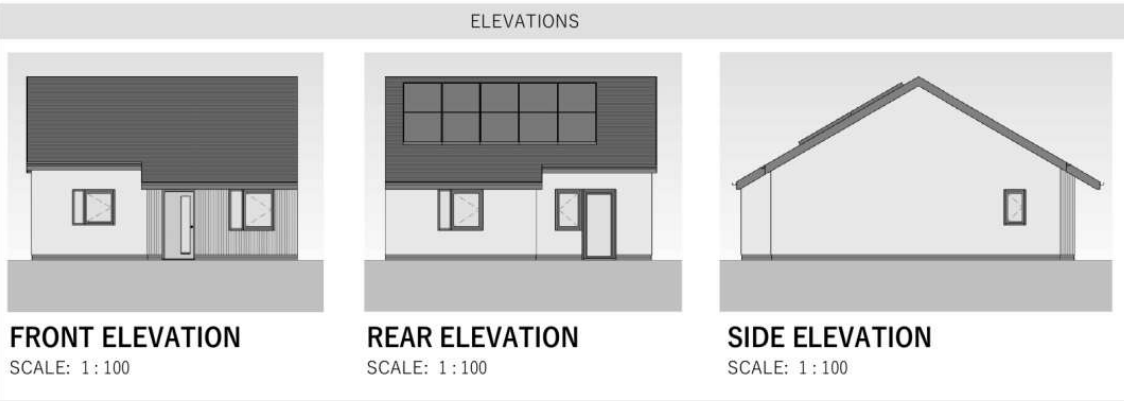 ELEVATIONS
FRONT ELEVATION
SCALE: 1 : 100
REAR ELEVATION
SCALE: 1 : 100
SIDE ELEVATION
SCALE: 1 : 100